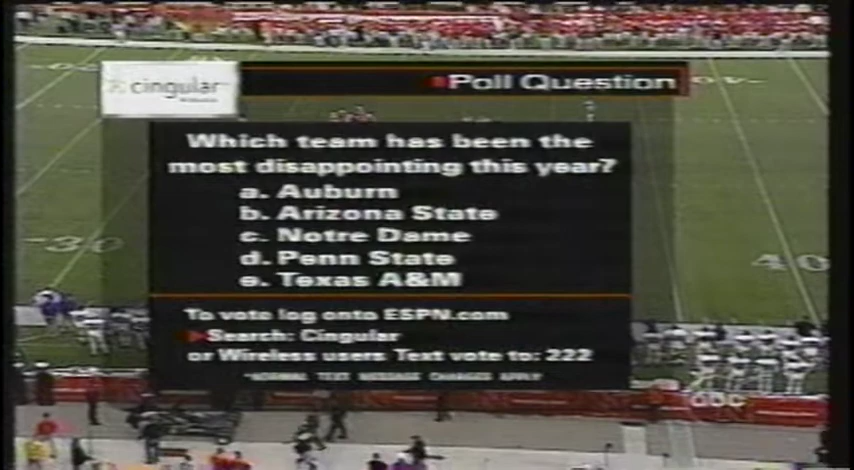 cingular
Poll Question
Which team has been the
most disappointing this year?
a. Auburn
b. Arizona State
c. Notre Dame
d. Penn State
e. Texas A&M
To vote log onto ESPN.com
Search: Cingular
or Wireless users Text vote to: 222
*NORMAL TEXT MESSAGE CHARGES APPLY
30
40
abc